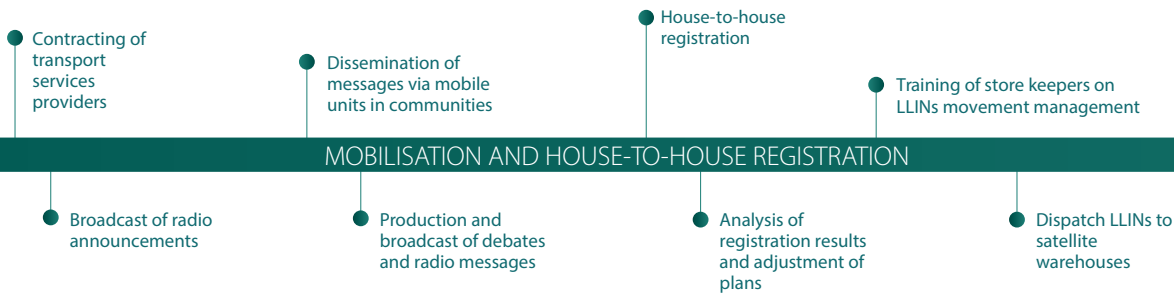 House-to-house
registration
Contracting of
transport
services
providers
Dissemination of
messages via mobile
units in communities
Training of store keepers on
LLINs movement management
MOBILISATION AND HOUSE-TO-HOUSE REGISTRATION
Broadcast of radio
announcements
Production and
broadcast of debates
and radio messages
Analysis of
registration results
and adjustment of
plans
Dispatch LLINs to
satellite
warehouses